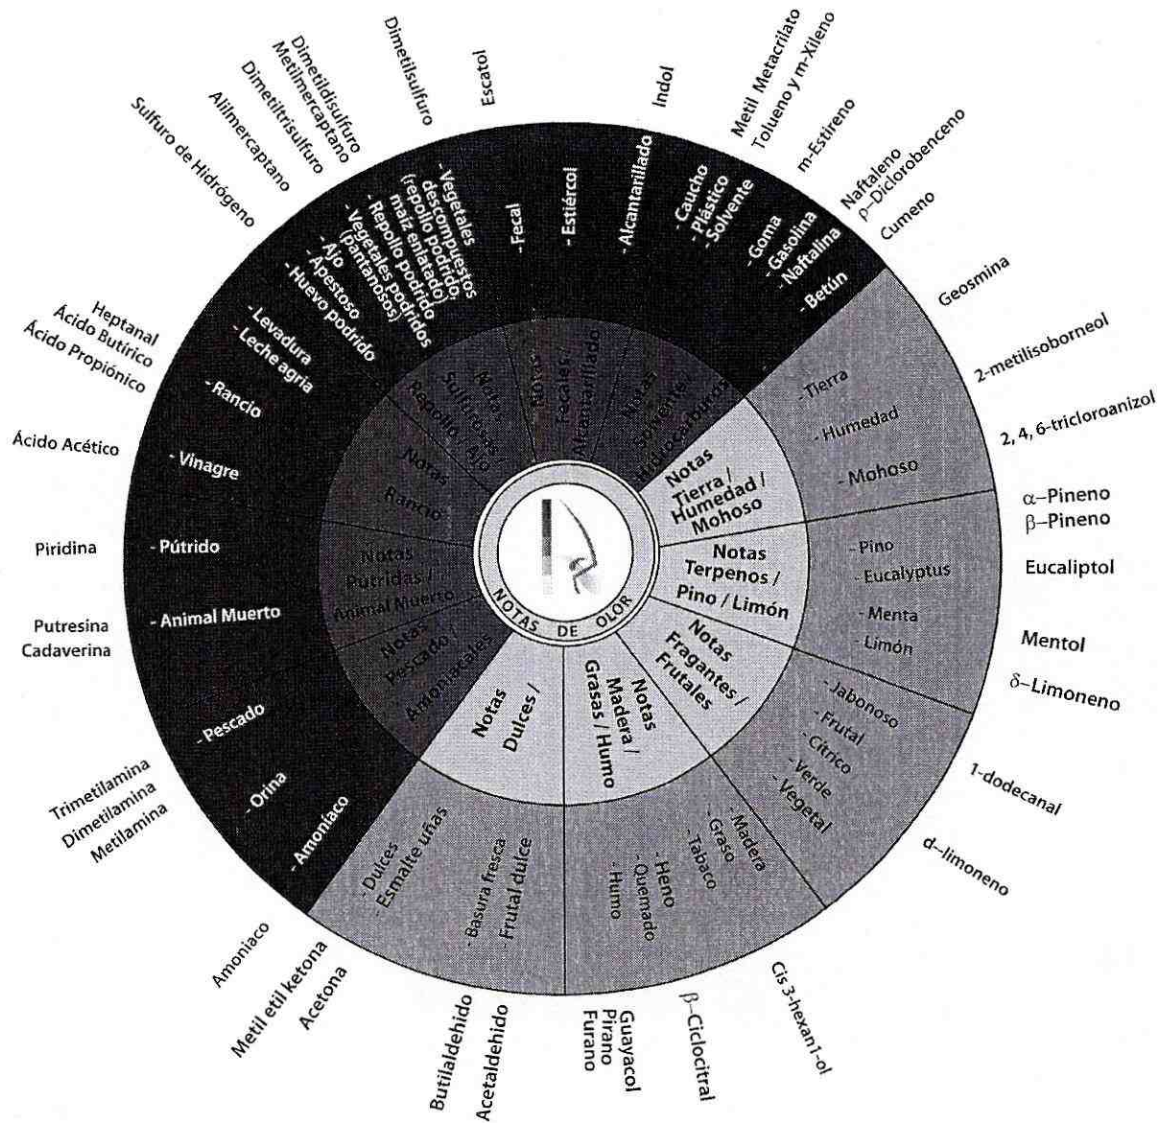 NOTAS DE OLOR
Notas
Sulfurosas
Repollo / Ajo
Notas
Fecales /
Alcantarillado
Notas
Solvente /
Hidrocarburos
Notas
Tierra /
Humedad /
Mohoso
Notas
Terpenos /
Pino / Limón
Notas
Fragantes /
Frutales
Notas
Madera /
Grasas / Humo
Notas
Dulces /
Notas
Pescado /
Amoniacales
Notas
Putridas /
Animal Muerto
Notas
Rancio
- Vegetales
descompuestos
(repollo podrido,
maíz enlatado)
- Repollo podrido
- Vegetales podridos
(pantanosos)
- Ajo
- Apestoso
- Huevo podrido
- Fecal
- Estiércol
- Alcantarillado
- Caucho
- Plástico
- Solvente
- Goma
- Gasolina
- Naftalina
- Betún
- Tierra
- Humedad
- Mohoso
- Pino
- Eucalyptus
- Menta
- Limón
- Jabonoso
- Frutal
- Cítrico
- Verde
- Vegetal
- Madera
- Graso
- Tabaco
- Heno
- Quemado
- Humo
- Frutal dulce
- Basura fresca
- Esmalte uñas
- Dulces
- Amoníaco
- Orina
- Pescado
- Animal Muerto
- Pútrido
- Vinagre
- Rancio
- Leche agria
- Levadura
Sulfuro de Hidrógeno
Alilmercaptano
Dimetiltrisulfuro
Metilmercaptano
Dimetildisulfuro
Dimetilsulfuro
Escatol
Indol
Metil Metacrilato
Tolueno y m-Xileno
m-Estireno
Naftaleno
ρ-Diclorobenceno
Cumeno
Geosmina
2-metilisoborneol
2, 4, 6-tricloroanizol
α-Pineno
β-Pineno
Eucaliptol
Mentol
δ-Limoneno
1-dodecanal
d-limoneno
Cis 3-hexan1-ol
β-Ciclocitral
Guayacol
Pirano
Furano
Acetaldehido
Butilaldehido
Acetona
Metil etil ketona
Amoniaco
Trimetilamina
Dimetilamina
Metilamina
Putresina
Cadaverina
Piridina
Ácido Acético
Heptanal
Ácido Butírico
Ácido Propiónico